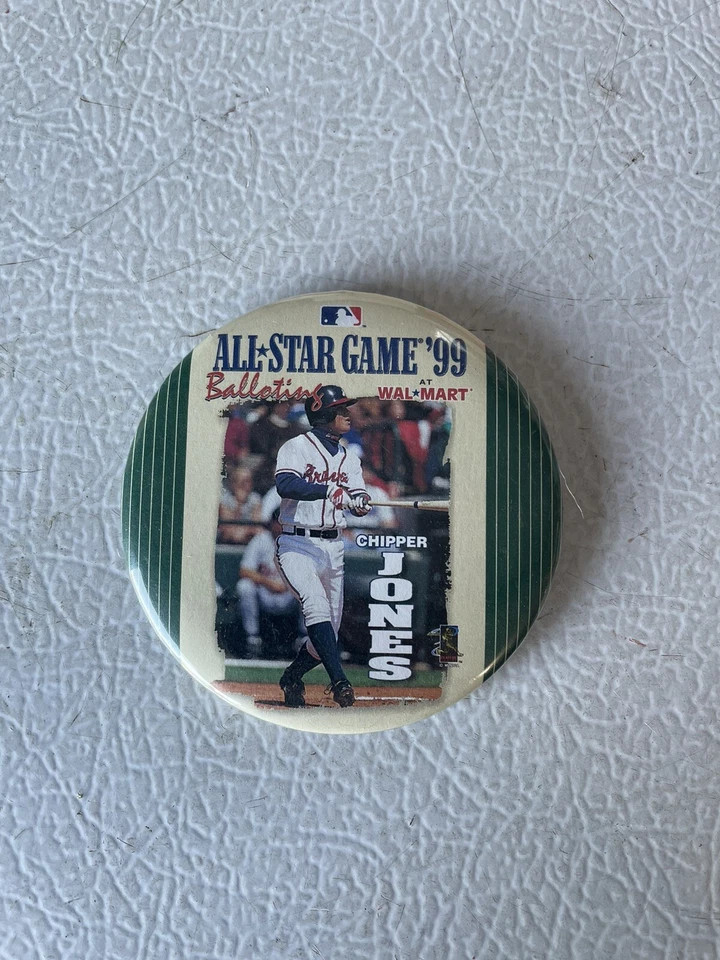 ALL★STAR GAME '99
Balloting AT WAL★MART
Braves
CHIPPER
JONES